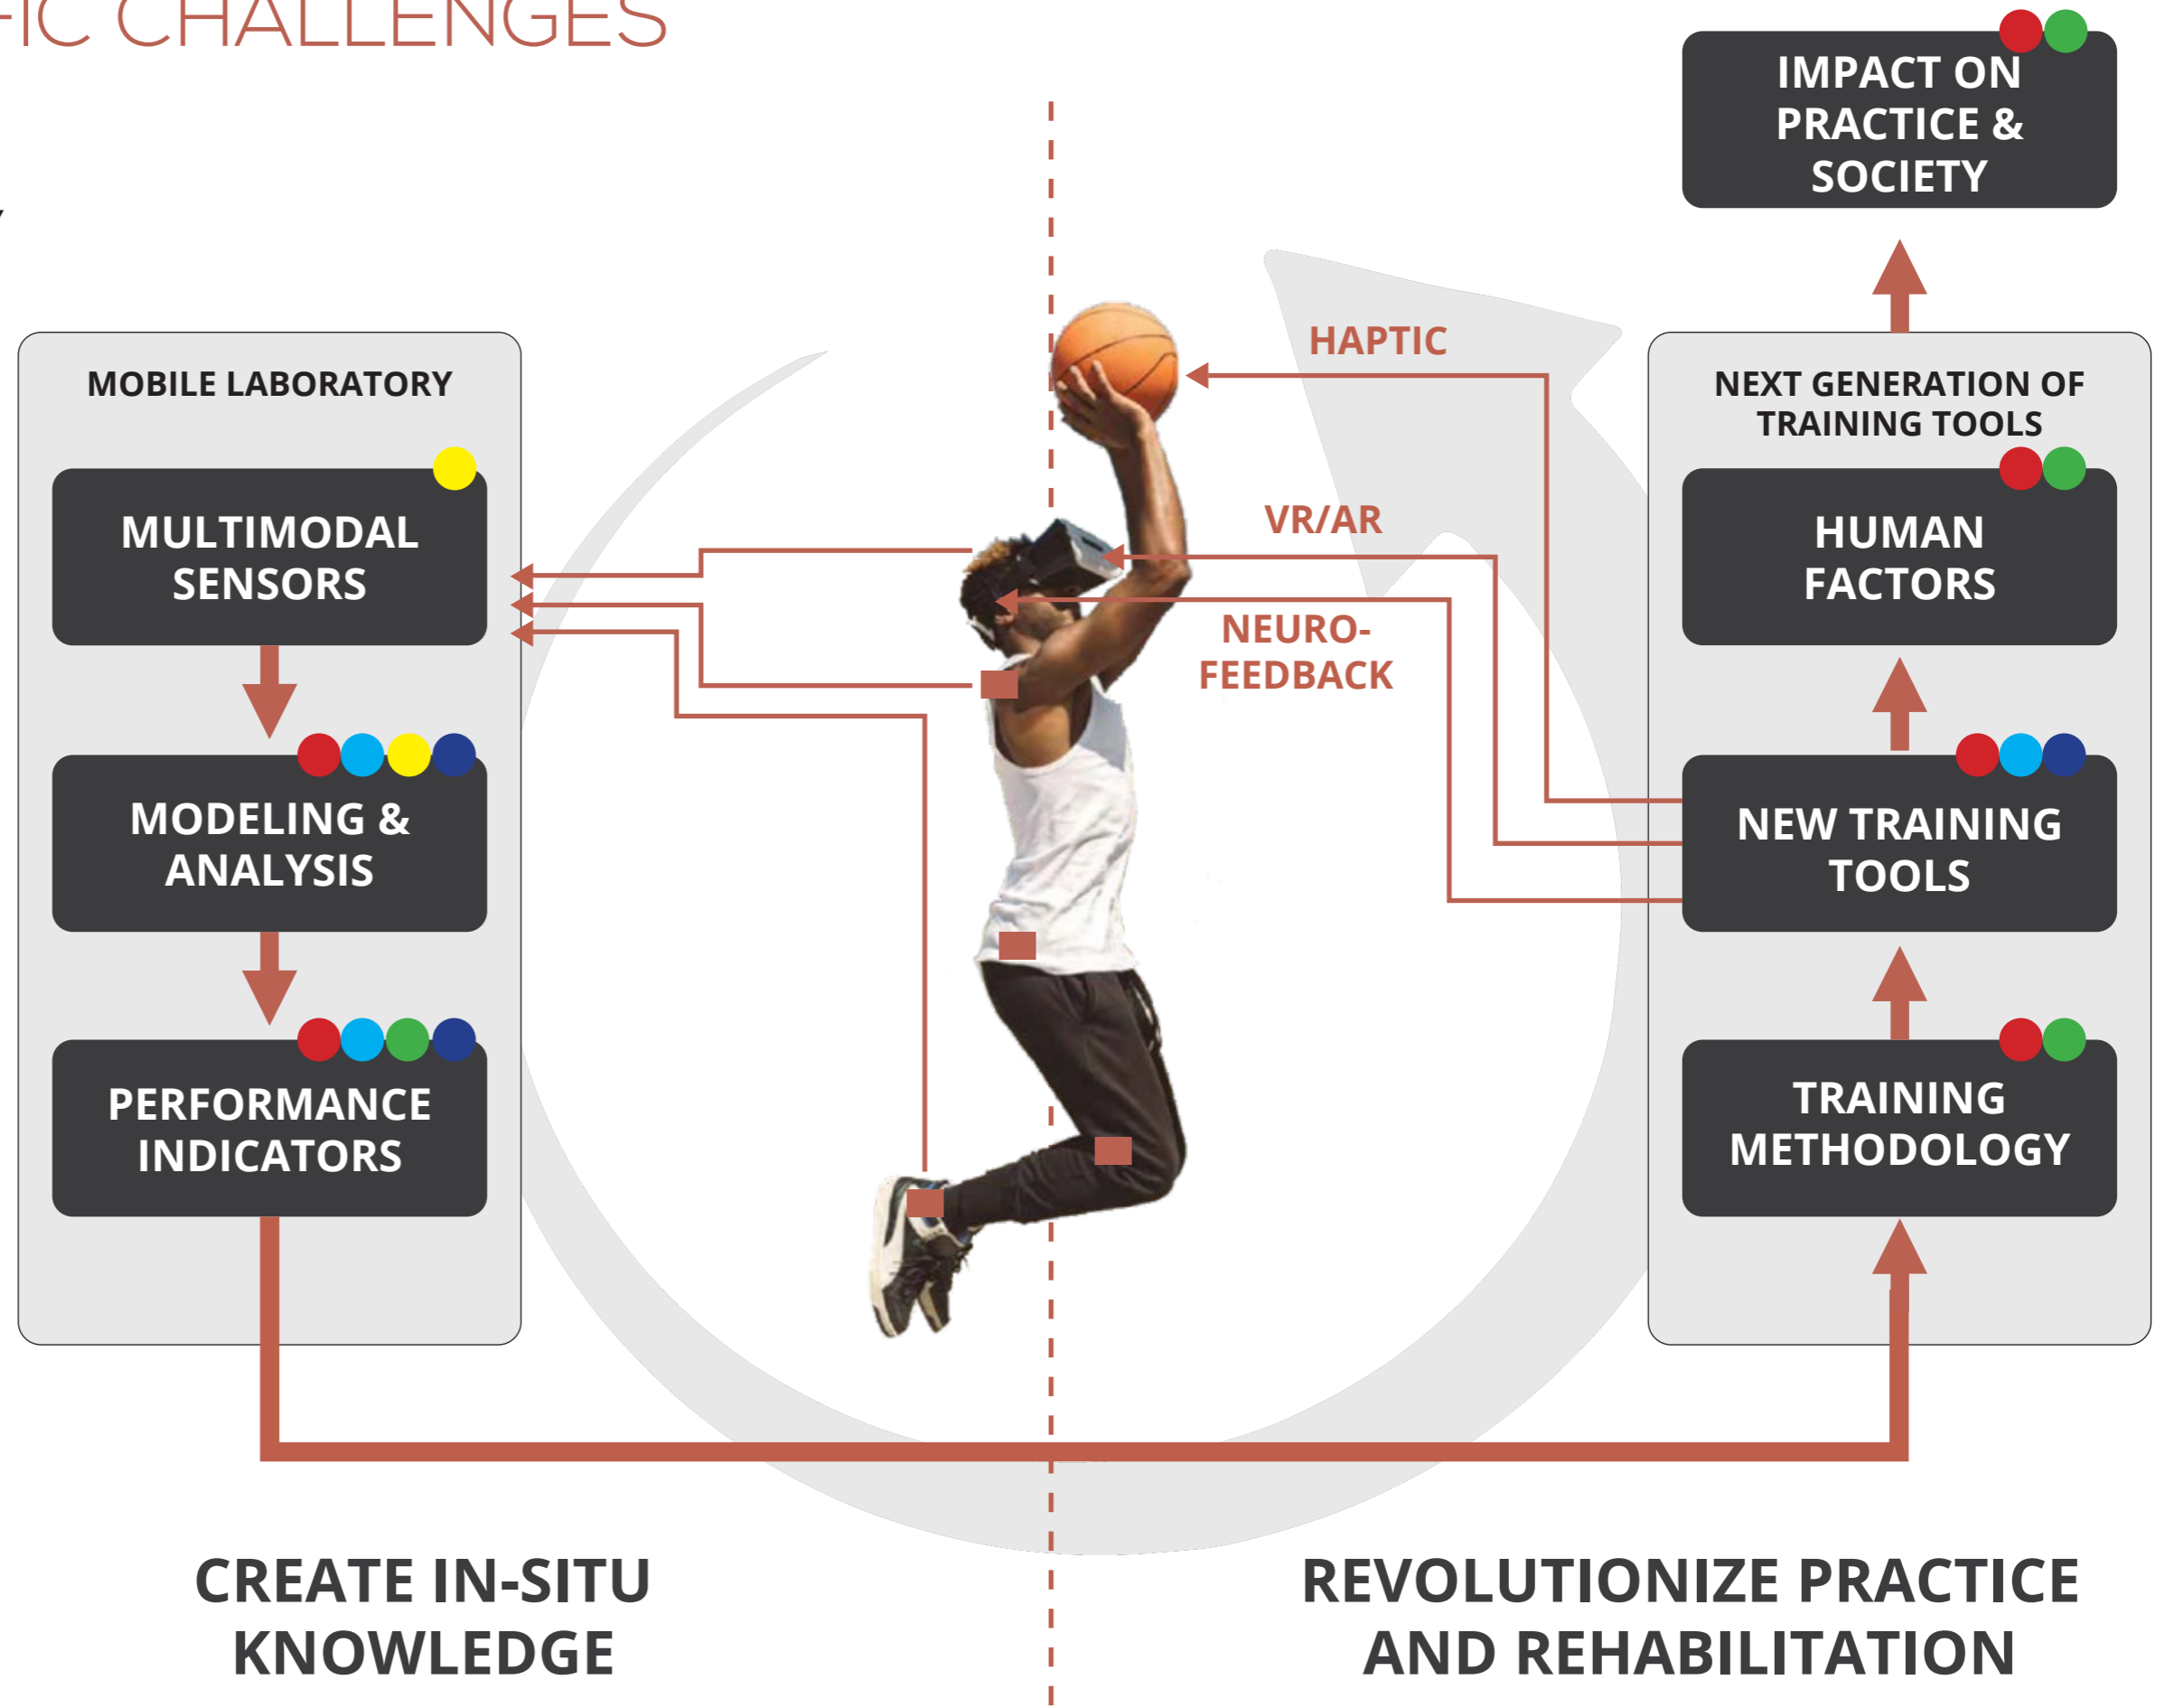 FIC CHALLENGES
IMPACT ON
PRACTICE &
SOCIETY
MOBILE LABORATORY
MULTIMODAL
SENSORS
MODELING &
ANALYSIS
PERFORMANCE
INDICATORS
HAPTIC
VR/AR
NEURO-
FEEDBACK
NEXT GENERATION OF
TRAINING TOOLS
HUMAN
FACTORS
NEW TRAINING
TOOLS
TRAINING
METHODOLOGY
CREATE IN-SITU
KNOWLEDGE
REVOLUTIONIZE PRACTICE
AND REHABILITATION